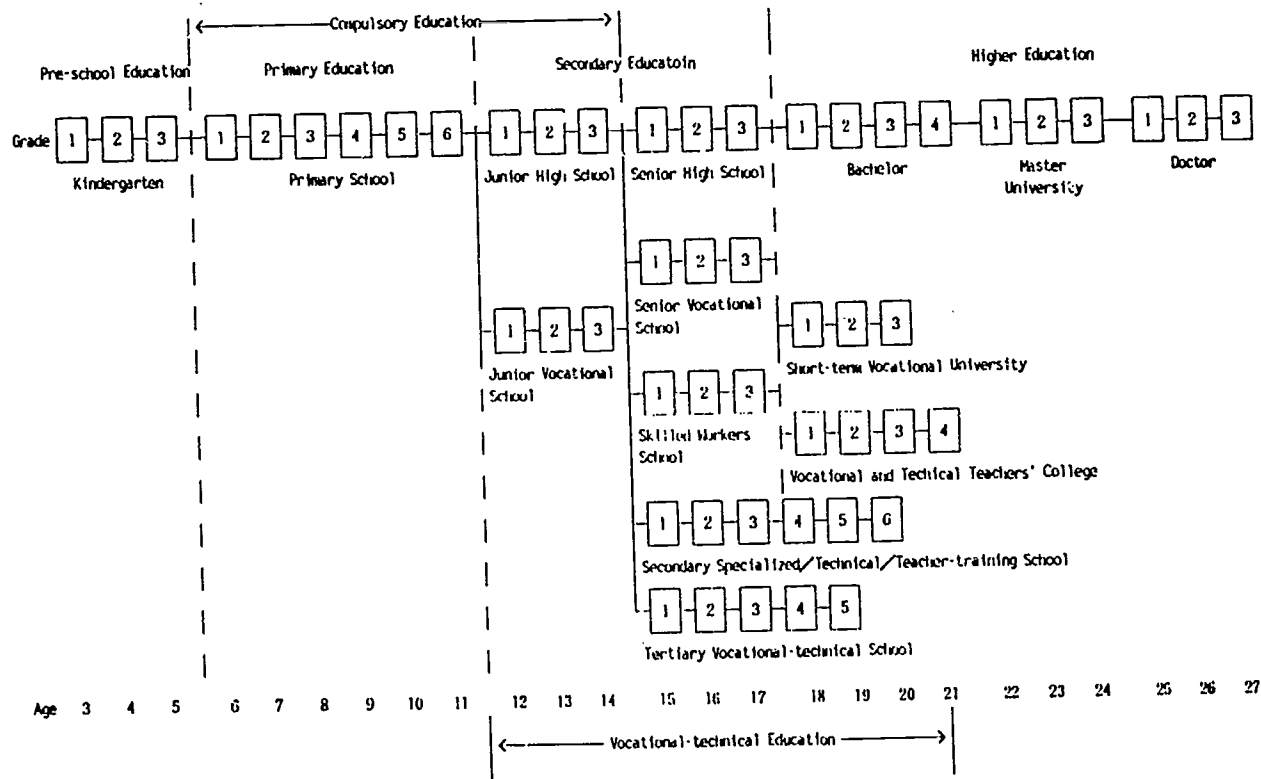 Compulsory Education
Pre-school Education Primary Education Secondary Educatoin Higher Education
Grade 1 2 3 1 2 3 4 5 6 1 2 3 1 2 3 1 2 3 4 1 2 3 1 2 3
Kindergarten Primary School Junior High School Senior High School Bachelor Master Doctor
University
1 2 3
Senior Vocational
School
1 2 3
Junior Vocational
School
1 2 3
Short-term Vocational University
1 2 3
Skilled Workers
School
1 2 3 4
Vocational and Techical Teachers' College
1 2 3 4 5 6
Secondary Specialized/Technical/Teacher-training School
1 2 3 4 5
Tertiary Vocational-technical School
Age 3 4 5 6 7 8 9 10 11 12 13 14 15 16 17 18 19 20 21 22 23 24 25 26 27
Vocational-technical Education